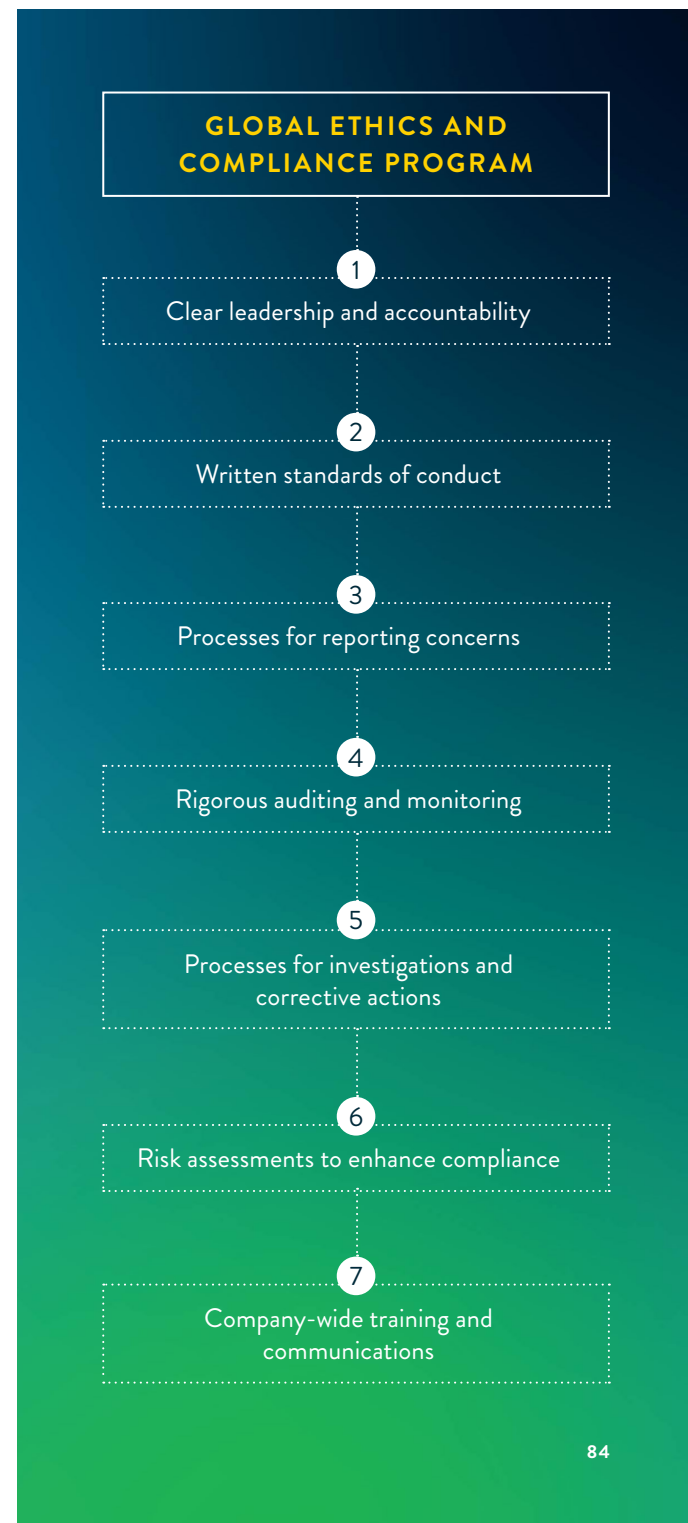 GLOBAL ETHICS AND
COMPLIANCE PROGRAM
1
Clear leadership and accountability
2
Written standards of conduct
3
Processes for reporting concerns
4
Rigorous auditing and monitoring
5
Processes for investigations and
corrective actions
6
Risk assessments to enhance compliance
7
Company-wide training and
communications
84